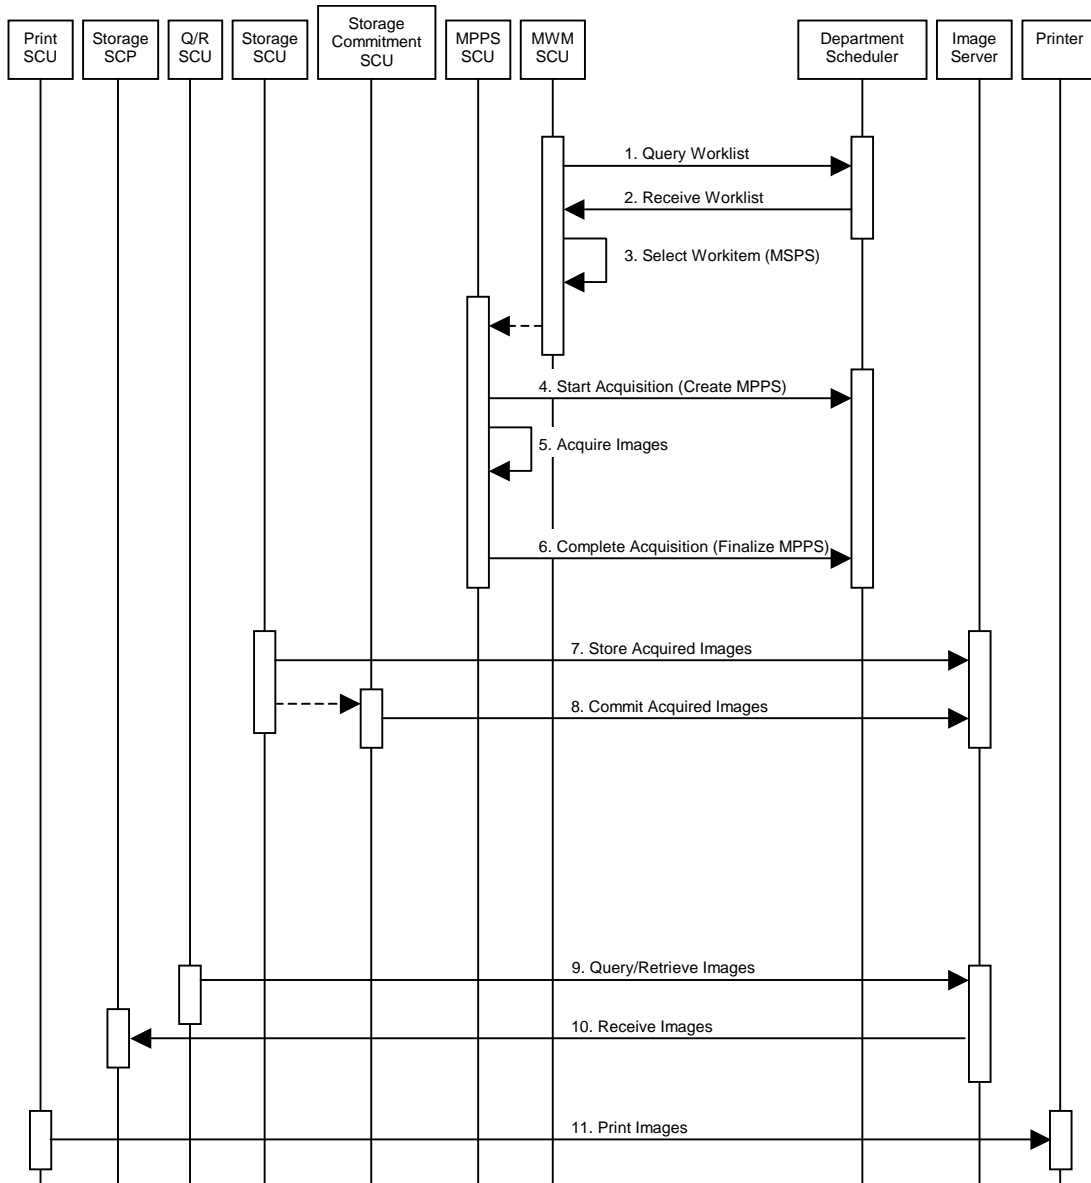 Print
SCU
Storage
SCP
Q/R
SCU
Storage
SCU
Storage
Commitment
SCU
MPPS
SCU
MWM
SCU
Department
Scheduler
Image
Server
Printer
1. Query Worklist
2. Receive Worklist
3. Select Workitem (MSPS)
4. Start Acquisition (Create MPPS)
5. Acquire Images
6. Complete Acquisition (Finalize MPPS)
7. Store Acquired Images
8. Commit Acquired Images
9. Query/Retrieve Images
10. Receive Images
11. Print Images